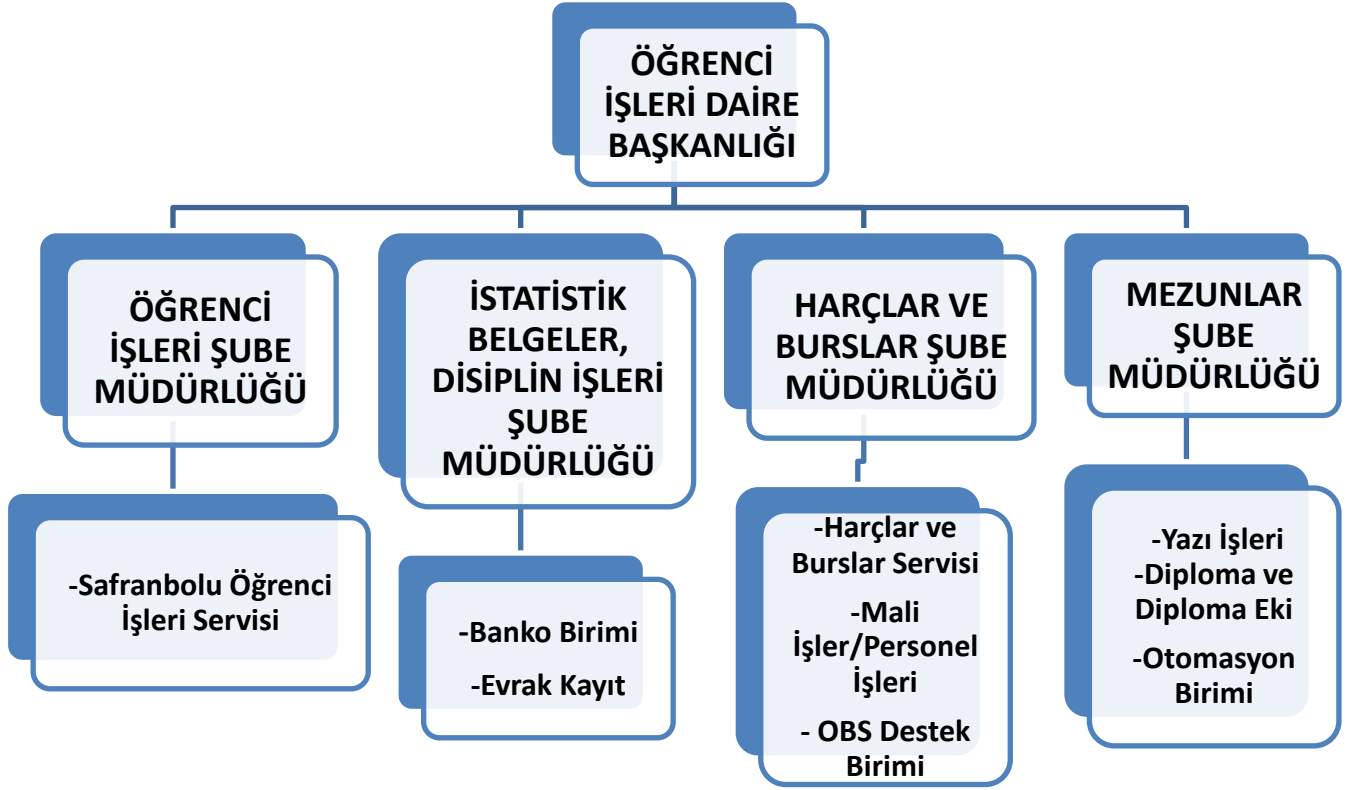 ÖĞRENCİ
İŞLERİ DAİRE
BAŞKANLIĞI
ÖĞRENCİ
İŞLERİ ŞUBE
MÜDÜRLÜĞÜ
İSTATİSTİK
BELGELER,
DİSİPLİN İŞLERİ
ŞUBE
MÜDÜRLÜĞÜ
HARÇLAR VE
BURSLAR ŞUBE
MÜDÜRLÜĞÜ
MEZUNLAR
ŞUBE
MÜDÜRLÜĞÜ
-Safranbolu Öğrenci
İşleri Servisi
-Banko Birimi
-Evrak Kayıt
-Harçlar ve
Burslar Servisi
-Mali
İşler/Personel
İşleri
- OBS Destek
Birimi
-Yazı İşleri
-Diploma ve
Diploma Eki
-Otomasyon
Birimi